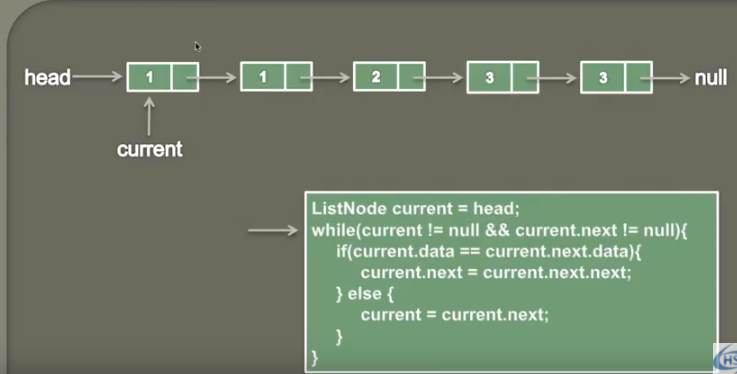 head 1 1 2 3 3 null
current
ListNode current = head;
while(current != null && current.next != null){
if(current.data == current.next.data){
current.next = current.next.next;
} else {
current = current.next;
}
}
HS